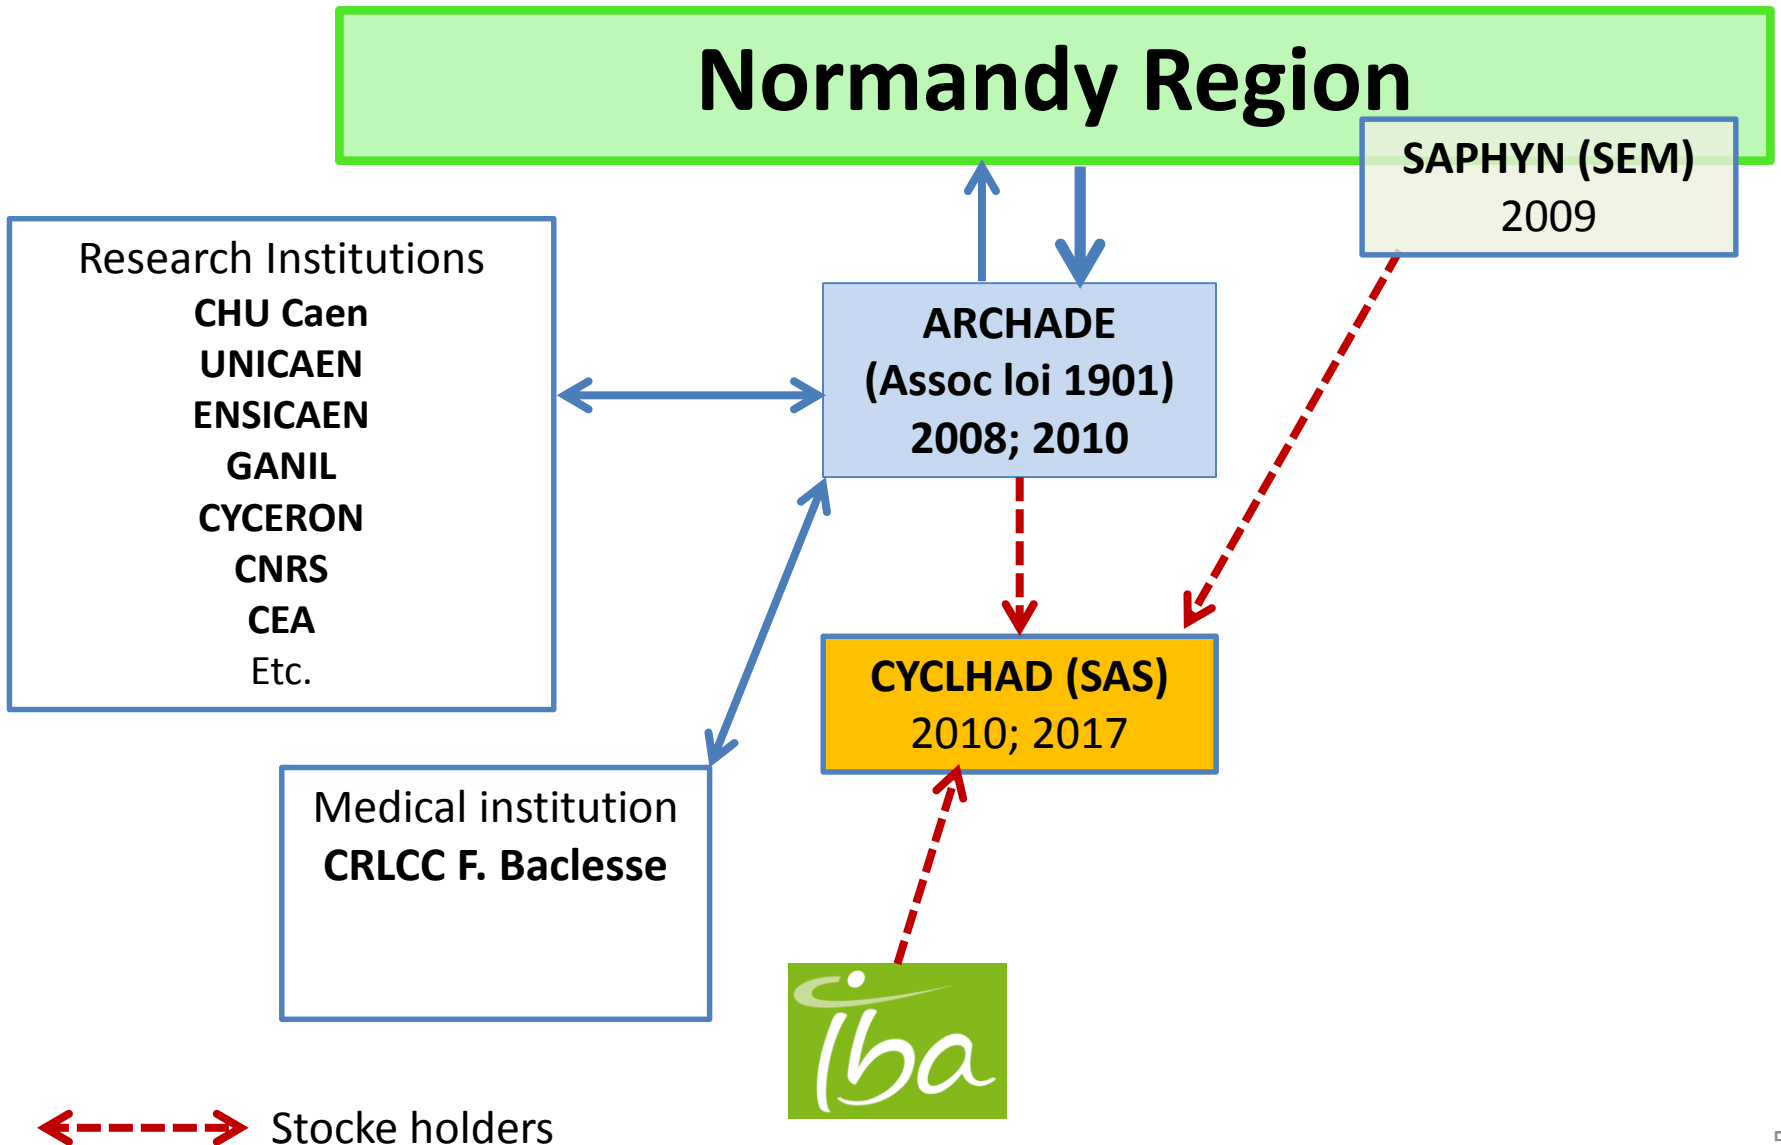 Normandy Region
SAPHYN (SEM)
2009
Research Institutions
CHU Caen
UNICAEN
ENSICAEN
GANIL
CYCERON
CNRS
CEA
Etc.
ARCHADE
(Assoc loi 1901)
2008; 2010
CYCLHAD (SAS)
2010; 2017
Medical institution
CRLCC F. Baclesse
iba
Stocke holders